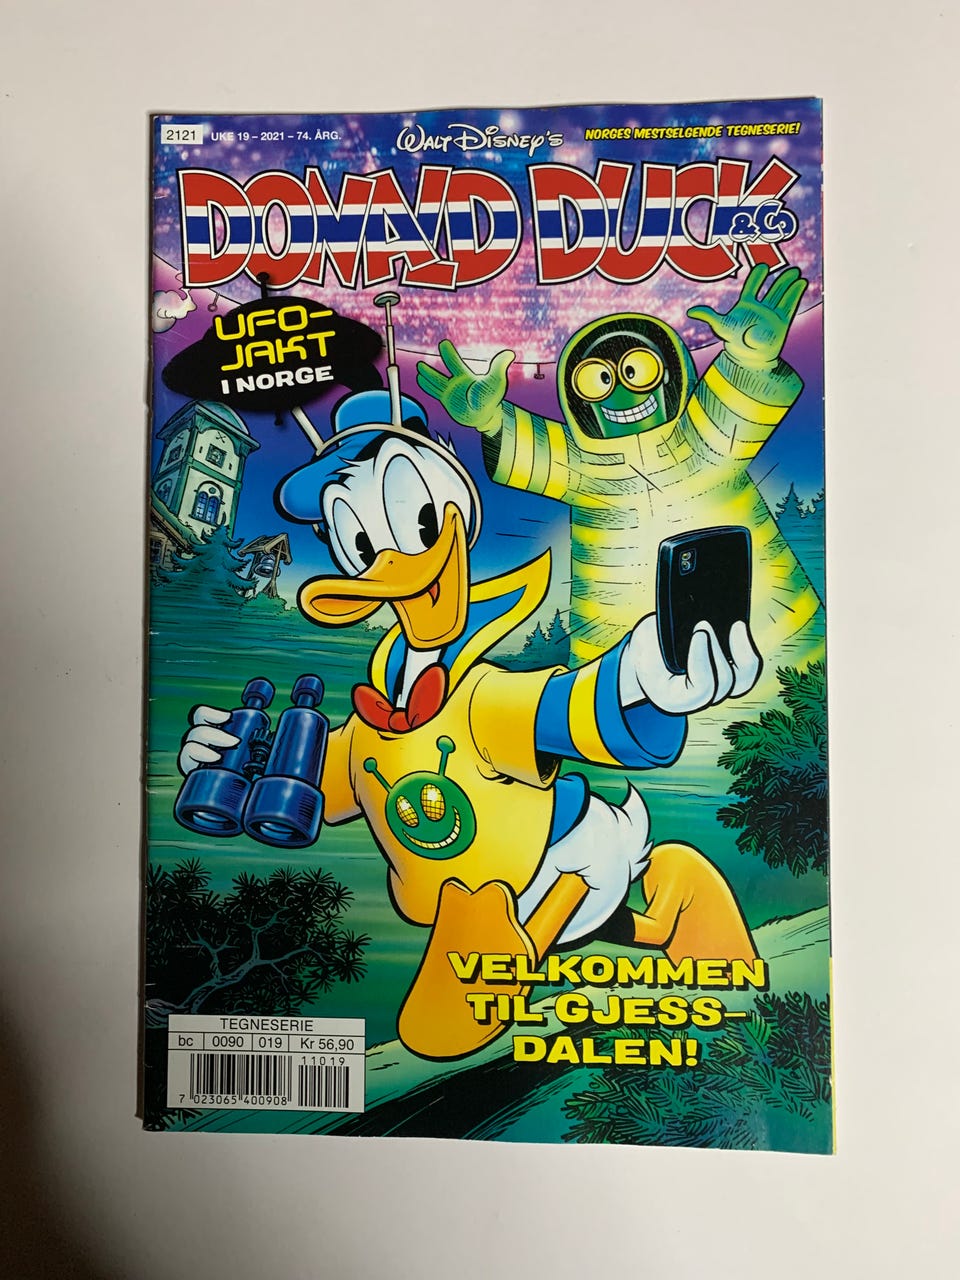 2121 UKE 19 – 2021 – 74. ÅRG.
WALT DISNEY'S
NORGES MESTSELGENDE TEGNESERIE!
DONALD DUCK
& Co
UFO-
JAKT
I NORGE
VELKOMMEN
TIL GJESS-
DALEN!
TEGNESERIE
bc 0090 019 Kr 56,90
11019
7 023065 400908